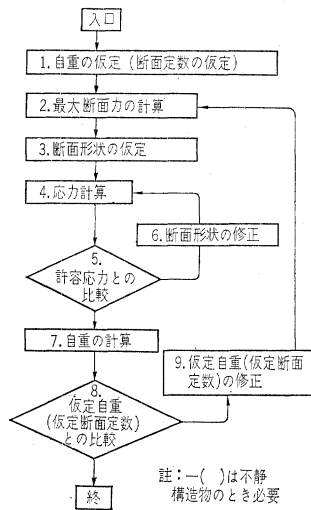 入口
1.自重の仮定(断面定数の仮定)
2.最大断面力の計算
3.断面形状の仮定
4.応力計算
6.断面形状の修正
5.
許容応力との
比較
7.自重の計算
9.仮定自重(仮定断面
定数)の修正
8.
仮定自重
(仮定断面定数)
との比較
終
註:—( )は不静
構造物のとき必要